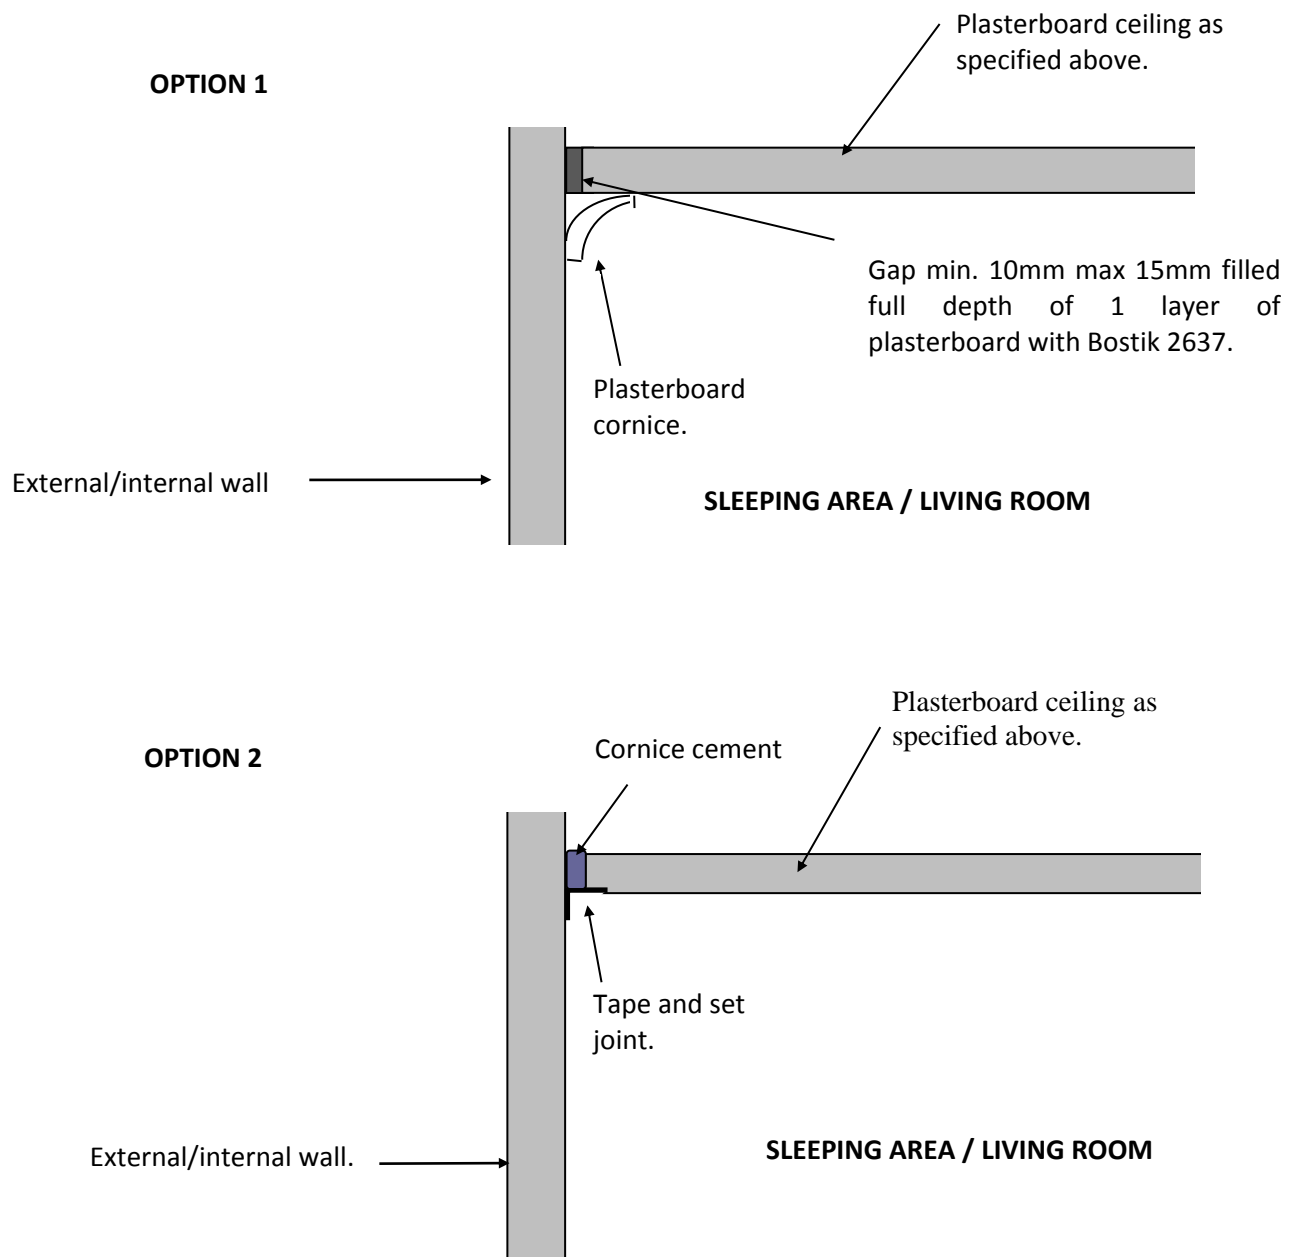 Plasterboard ceiling as
specified above.
OPTION 1
Gap min. 10mm max 15mm filled
full depth of 1 layer of
plasterboard with Bostik 2637.
Plasterboard
cornice.
External/internal wall
SLEEPING AREA / LIVING ROOM
Plasterboard ceiling as
specified above.
OPTION 2
Cornice cement
Tape and set
joint.
External/internal wall.
SLEEPING AREA / LIVING ROOM